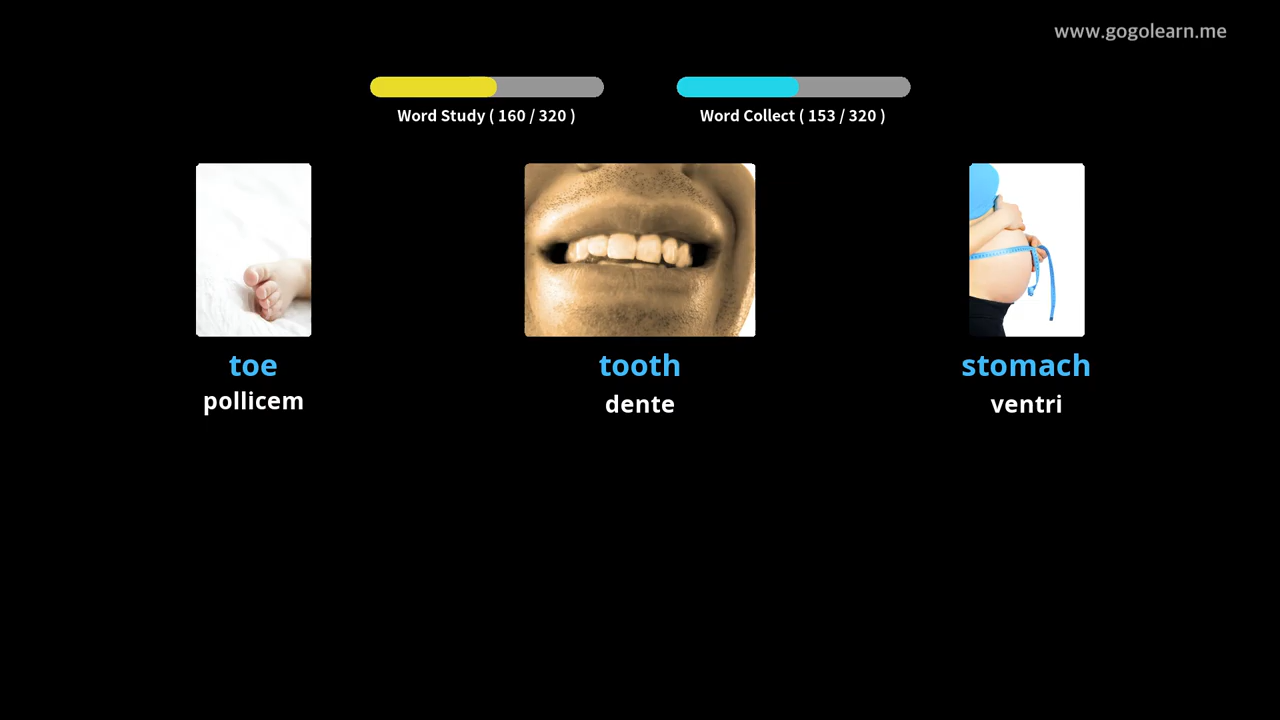 www.gogolearn.me
Word Study ( 160 / 320 )
Word Collect ( 153 / 320 )
toe
pollicem
tooth
dente
stomach
ventri